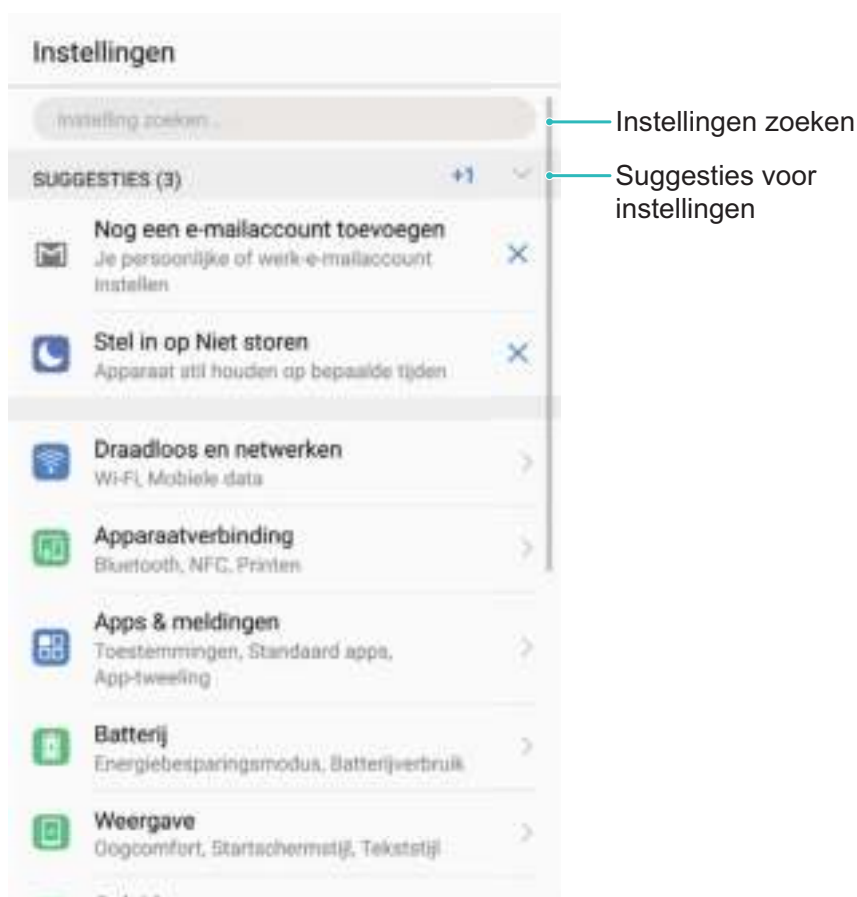 Instellingen
Instelling zoeken...
Instellingen zoeken
SUGGESTIES (3)
+1
Suggesties voor
instellingen
Nog een e-mailaccount toevoegen
Je persoonlijke of werk-e-mailaccount
instellen
Stel in op Niet storen
Apparaat stil houden op bepaalde tijden
Draadloos en netwerken
Wi-Fi, Mobiele data
Apparaatverbinding
Bluetooth, NFC, Printen
Apps & meldingen
Toestemmingen, Standaard apps,
App-tweeling
Batterij
Energiebesparingsmodus, Batterijverbruik
Weergave
Oogcomfort, Startschermstijl, Tekststijl